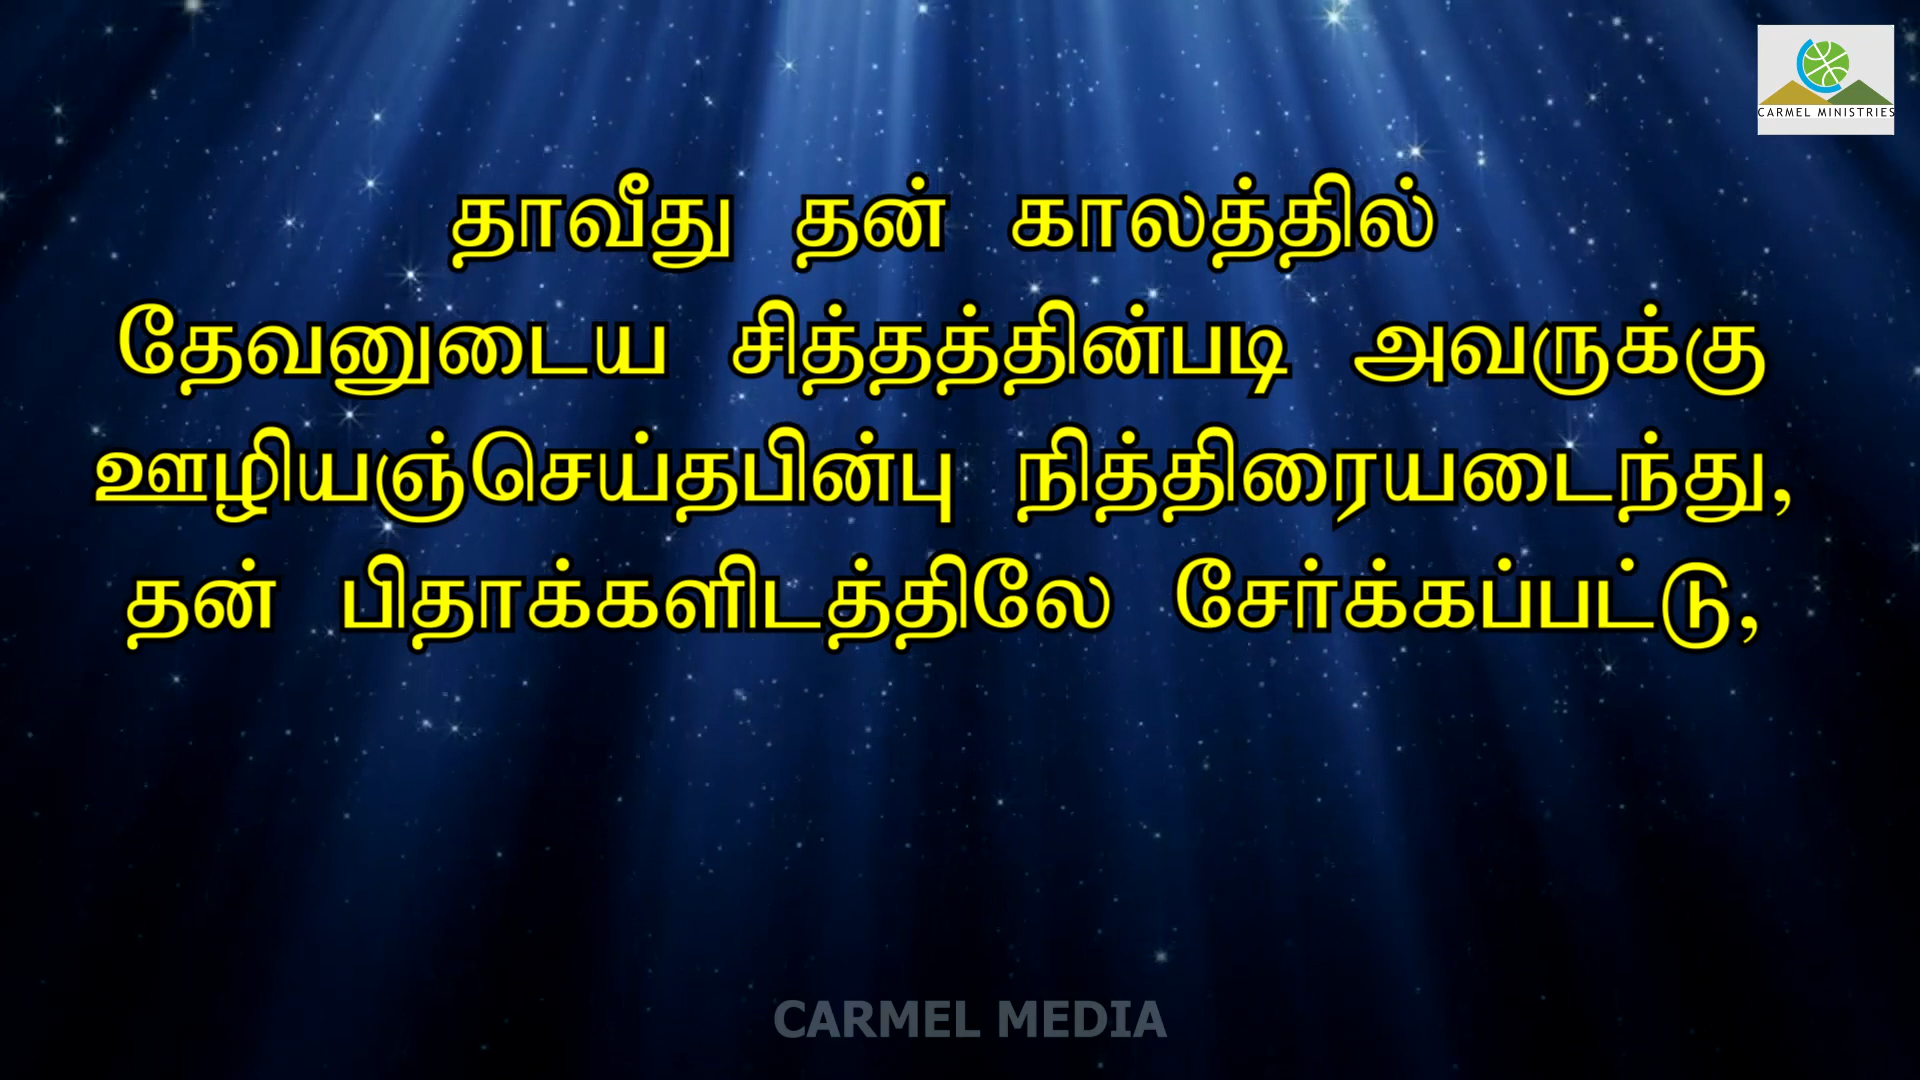 CARMEL MINISTRIES
தாவீது தன் காலத்தில்
தேவனுடைய சித்தத்தின்படி அவருக்கு
ஊழியஞ்செய்தபின்பு நித்திரையடைந்து,
தன் பிதாக்களிடத்திலே சேர்க்கப்பட்டு,
CARMEL MEDIA